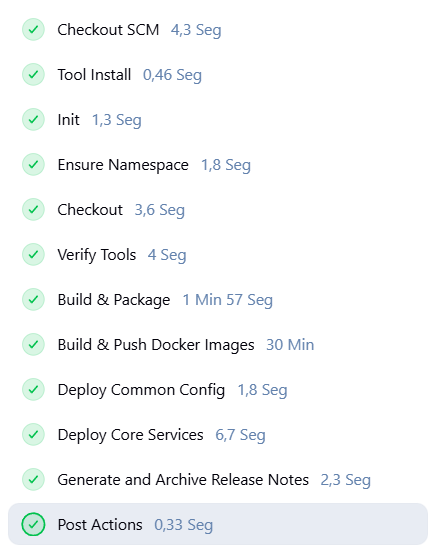 Checkout SCM 4,3 Seg
Tool Install 0,46 Seg
Init 1,3 Seg
Ensure Namespace 1,8 Seg
Checkout 3,6 Seg
Verify Tools 4 Seg
Build & Package 1 Min 57 Seg
Build & Push Docker Images 30 Min
Deploy Common Config 1,8 Seg
Deploy Core Services 6,7 Seg
Generate and Archive Release Notes 2,3 Seg
Post Actions 0,33 Seg